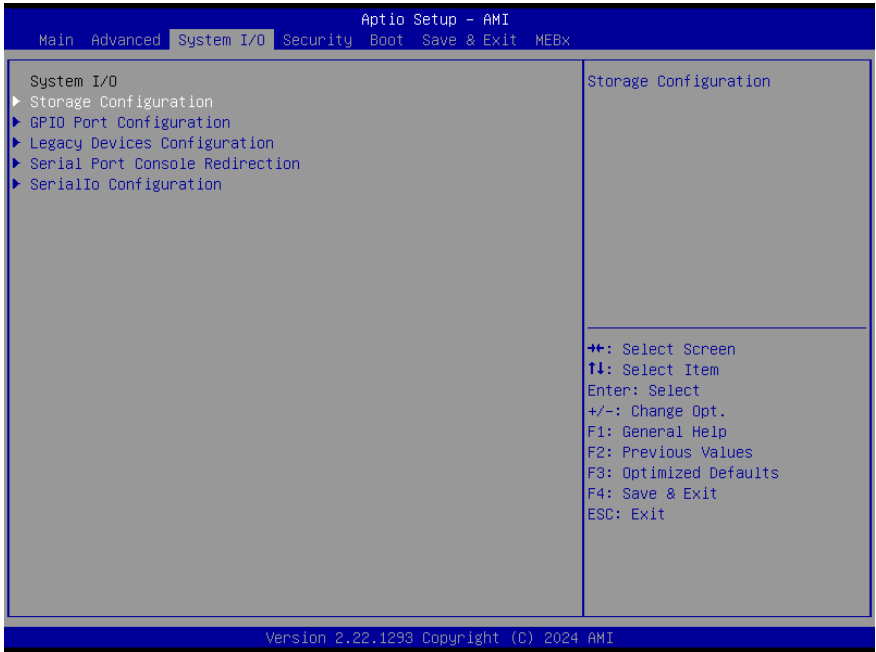 Aptio Setup – AMI
Main Advanced System I/O Security Boot Save & Exit MEBx
System I/O
▶ Storage Configuration
▶ GPIO Port Configuration
▶ Legacy Devices Configuration
▶ Serial Port Console Redirection
▶ SerialIo Configuration
Storage Configuration
→←: Select Screen
↑↓: Select Item
Enter: Select
+/-: Change Opt.
F1: General Help
F2: Previous Values
F3: Optimized Defaults
F4: Save & Exit
ESC: Exit
Version 2.22.1293 Copyright (C) 2024 AMI